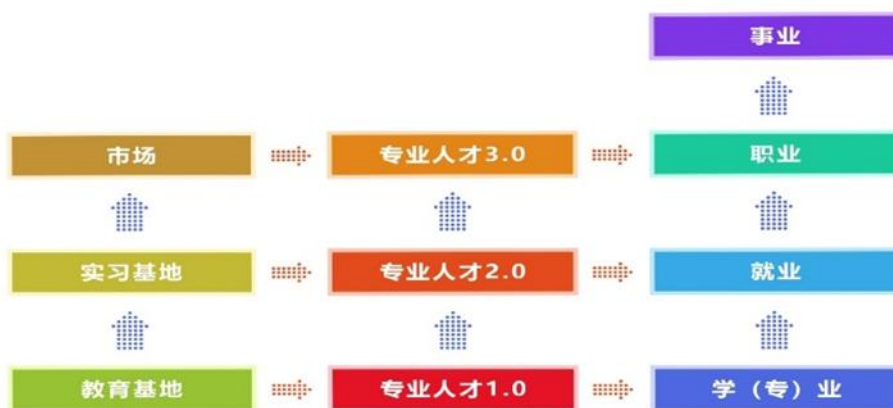 事业
市场
专业人才3.0
职业
实习基地
专业人才2.0
就业
教育基地
专业人才1.0
学（专）业